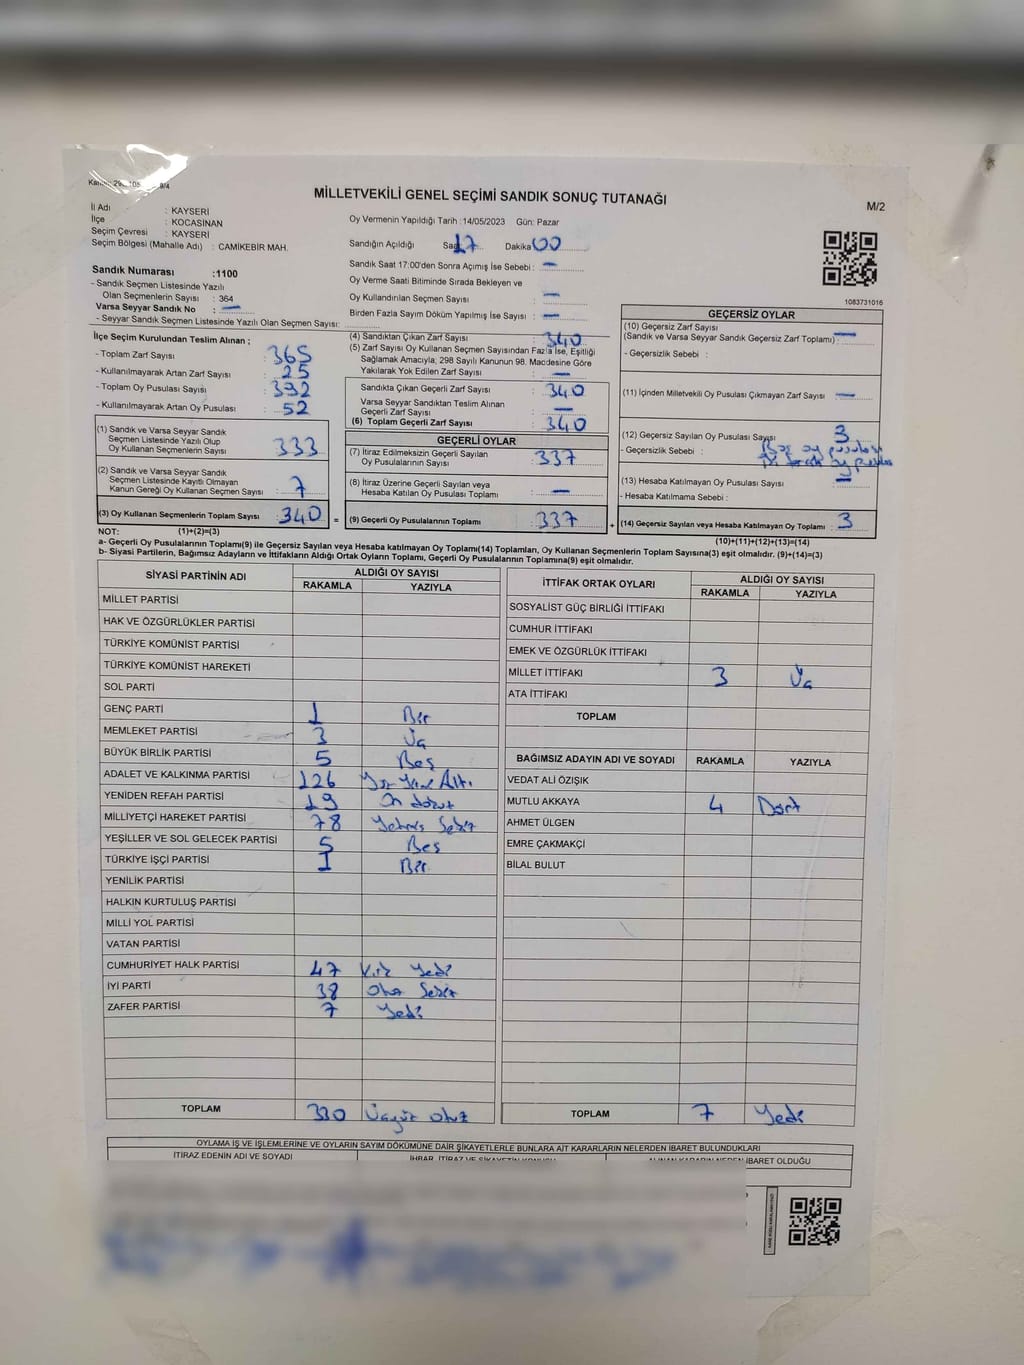 MİLLETVEKİLİ GENEL SEÇİMİ SANDIK SONUÇ TUTANAĞI
M/2
İl Adı : KAYSERİ
İlçe : KOCASİNAN
Seçim Çevresi : KAYSERİ
Seçim Bölgesi (Mahalle Adı) : CAMİKEBİR MAH.
Oy Vermenin Yapıldığı Tarih :14/05/2023 Gün: Pazar
Sandığın Açıldığı Saat 17 Dakika 00
Sandık Saat 17:00'den Sonra Açımış İse Sebebi : —
Oy Verme Saati Bitiminde Sırada Bekleyen ve
Oy Kullandırılan Seçmen Sayısı —
Birden Fazla Sayım Döküm Yapılmış İse Sayısı : —
Sandık Numarası :1100
- Sandık Seçmen Listesinde Yazılı
Olan Seçmenlerin Sayısı : 364
Varsa Seyyar Sandık No —
- Seyyar Sandık Seçmen Listesinde Yazılı Olan Seçmen Sayısı:
1083731016
İlçe Seçim Kurulundan Teslim Alınan ;
- Toplam Zarf Sayısı : 365
- Kullanılmayarak Artan Zarf Sayısı : 25
- Toplam Oy Pusulası Sayısı : 392
- Kullanılmayarak Artan Oy Pusulası : 52
(1) Sandık ve Varsa Seyyar Sandık
Seçmen Listesinde Yazılı Olup
Oy Kullanan Seçmenlerin Sayısı : 333
(2) Sandık ve Varsa Seyyar Sandık
Seçmen Listesinde Kayıtlı Olmayan
Kanun Gereği Oy Kullanan Seçmen Sayısı : 7
(3) Oy Kullanan Seçmenlerin Toplam Sayısı : 340
(4) Sandıktan Çıkan Zarf Sayısı : 340
(5) Zarf Sayısı Oy Kullanan Seçmen Sayısından Fazla İse, Eşitliği
Sağlamak Amacıyla, 298 Sayılı Kanunun 98. Maddesine Göre
Yakılarak Yok Edilen Zarf Sayısı : —
Sandıkta Çıkan Geçerli Zarf Sayısı : 340
Varsa Seyyar Sandıktan Teslim Alınan
Geçerli Zarf Sayısı : —
(6) Toplam Geçerli Zarf Sayısı : 340
GEÇERLİ OYLAR
(7) İtiraz Edilmeksizin Geçerli Sayılan
Oy Pusulalarının Sayısı : 337
(8) İtiraz Üzerine Geçerli Sayılan veya
Hesaba Katılan Oy Pusulası Toplamı : —
= (9) Geçerli Oy Pusulalarının Toplamı : 337 +
GEÇERSİZ OYLAR
(10) Geçersiz Zarf Sayısı
(Sandık ve Varsa Seyyar Sandık Geçersiz Zarf Toplamı) : —
- Geçersizlik Sebebi :
(11) İçinden Milletvekili Oy Pusulası Çıkmayan Zarf Sayısı —
(12) Geçersiz Sayılan Oy Pusulası Sayısı 3
- Geçersizlik Sebebi : Boş oy pusulası
oy pusulası
(13) Hesaba Katılmayan Oy Pusulası Sayısı : —
- Hesaba Katılmama Sebebi :
(14) Geçersiz Sayılan veya Hesaba Katılmayan Oy Toplamı : 3
NOT: (1)+(2)=(3) (10)+(11)+(12)+(13)=(14)
a- Geçerli Oy Pusulalarının Toplamı(9) ile Geçersiz Sayılan veya Hesaba katılmayan Oy Toplamı(14) Toplamları, Oy Kullanan Seçmenlerin Toplam Sayısına(3) eşit olmalıdır. (9)+(14)=(3)
b- Siyasi Partilerin, Bağımsız Adayların ve İttifakların Aldığı Ortak Oyların Toplamı, Geçerli Oy Pusulalarının Toplamına(9) eşit olmalıdır.
SİYASİ PARTİNİN ADI ALDIĞI OY SAYISI
RAKAMLA YAZIYLA
MİLLET PARTİSİ
HAK VE ÖZGÜRLÜKLER PARTİSİ
TÜRKİYE KOMÜNİST PARTİSİ
TÜRKİYE KOMÜNİST HAREKETİ
SOL PARTİ
GENÇ PARTİ 1 Bir
MEMLEKET PARTİSİ 3 Üç
BÜYÜK BİRLİK PARTİSİ 5 Beş
ADALET VE KALKINMA PARTİSİ 126 Yüz Yirmi Altı
YENİDEN REFAH PARTİSİ 19 On dokuz
MİLLİYETÇİ HAREKET PARTİSİ 78 Yetmiş Sekiz
YEŞİLLER VE SOL GELECEK PARTİSİ 5 Beş
TÜRKİYE İŞÇİ PARTİSİ 1 Bir
YENİLİK PARTİSİ
HALKIN KURTULUŞ PARTİSİ
MİLLİ YOL PARTİSİ
VATAN PARTİSİ
CUMHURİYET HALK PARTİSİ 47 Kırk Yedi
İYİ PARTİ 38 Otuz Sekiz
ZAFER PARTİSİ 7 Yedi
TOPLAM 330 Üçyüz Otuz
İTTİFAK ORTAK OYLARI ALDIĞI OY SAYISI
RAKAMLA YAZIYLA
SOSYALİST GÜÇ BİRLİĞİ İTTİFAKI
CUMHUR İTTİFAKI
EMEK VE ÖZGÜRLÜK İTTİFAKI
MİLLET İTTİFAKI 3 Üç
ATA İTTİFAKI
TOPLAM
BAĞIMSIZ ADAYIN ADI VE SOYADI RAKAMLA YAZIYLA
VEDAT ALİ ÖZIŞIK
MUTLU AKKAYA 4 Dört
AHMET ÜLGEN
EMRE ÇAKMAKÇİ
BİLAL BULUT
TOPLAM 7 Yedi
OYLAMA İŞ VE İŞLEMLERİNE VE OYLARIN SAYIM DÖKÜMÜNE DAİR ŞİKAYETLERLE BUNLARA AİT KARARLARIN NELERDEN İBARET BULUNDUKLARI
İTİRAZ EDENİN ADI VE SOYADI İHBAR, İTİRAZ VE ŞİKAYETİN KONUSU ALINAN KARARIN NEDEN İBARET OLDUĞU